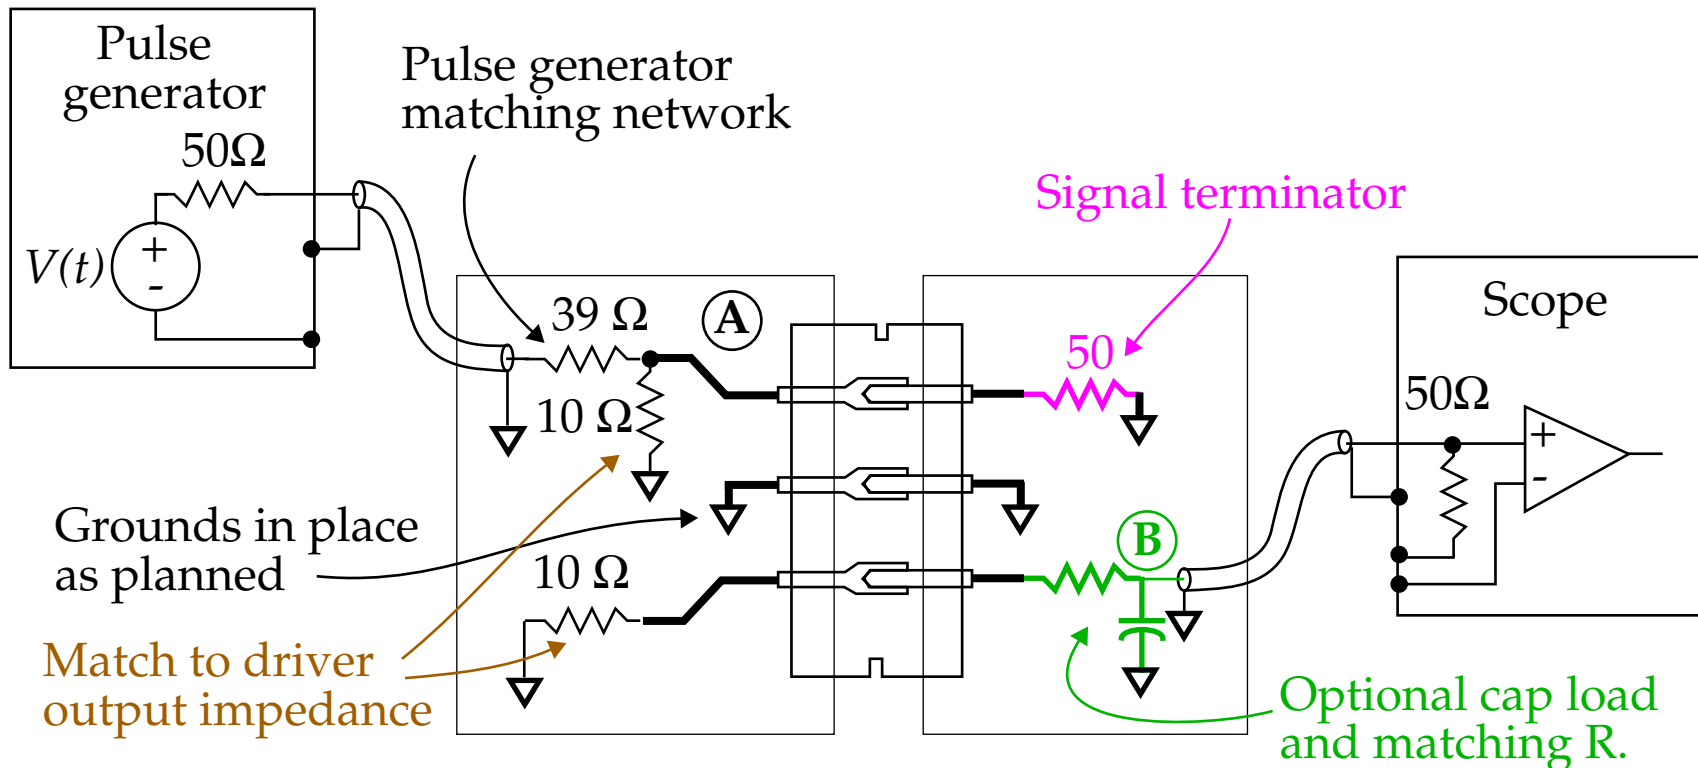 Pulse
generator
50Ω
V(t)
+
-
Pulse generator
matching network
39 Ω
10 Ω
A
Signal terminator
50
Scope
50Ω
+
-
B
Grounds in place
as planned
10 Ω
Match to driver
output impedance
Optional cap load
and matching R.